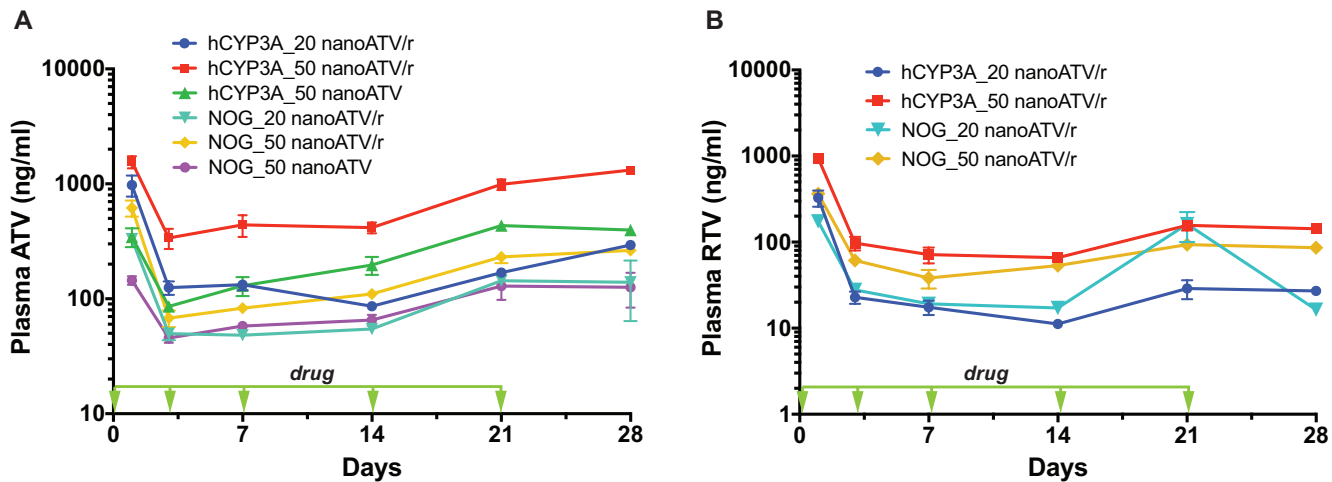 A
hCYP3A_20 nanoATV/r
hCYP3A_50 nanoATV/r
hCYP3A_50 nanoATV
NOG_20 nanoATV/r
NOG_50 nanoATV/r
NOG_50 nanoATV
Plasma ATV (ng/ml)
10000
1000
100
10
drug
0 7 14 21 28
Days
B
hCYP3A_20 nanoATV/r
hCYP3A_50 nanoATV/r
NOG_20 nanoATV/r
NOG_50 nanoATV/r
Plasma RTV (ng/ml)
10000
1000
100
10
1
drug
0 7 14 21 28
Days